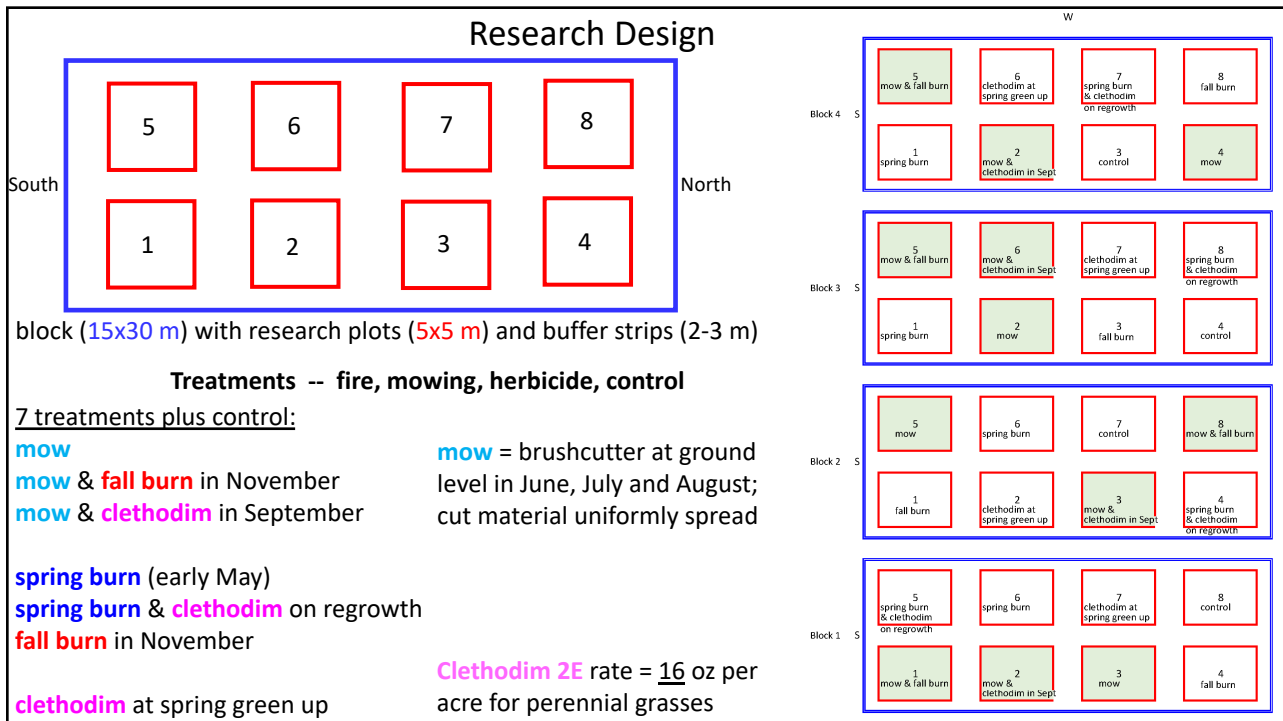 Research Design
5
6
7
8
South
North
1
2
3
4
block (15x30 m) with research plots (5x5 m) and buffer strips (2-3 m)
Treatments -- fire, mowing, herbicide, control
7 treatments plus control:
mow
mow & fall burn in November
mow & clethodim in September
spring burn (early May)
spring burn & clethodim on regrowth
fall burn in November
clethodim at spring green up
mow = brushcutter at ground
level in June, July and August;
cut material uniformly spread
Clethodim 2E rate = 16 oz per
acre for perennial grasses
W
Block 4
S
5
mow & fall burn
6
clethodim at
spring green up
7
spring burn
& clethodim
on regrowth
8
fall burn
1
spring burn
2
mow &
clethodim in Sept
3
control
4
mow
Block 3
S
5
mow & fall burn
6
mow &
clethodim in Sept
7
clethodim at
spring green up
8
spring burn
& clethodim
on regrowth
1
spring burn
2
mow
3
fall burn
4
control
Block 2
S
5
mow
6
spring burn
7
control
8
mow & fall burn
1
fall burn
2
clethodim at
spring green up
3
mow &
clethodim in Sept
4
spring burn
& clethodim
on regrowth
Block 1
S
5
spring burn
& clethodim
on regrowth
6
spring burn
7
clethodim at
spring green up
8
control
1
mow & fall burn
2
mow &
clethodim in Sept
3
mow
4
fall burn